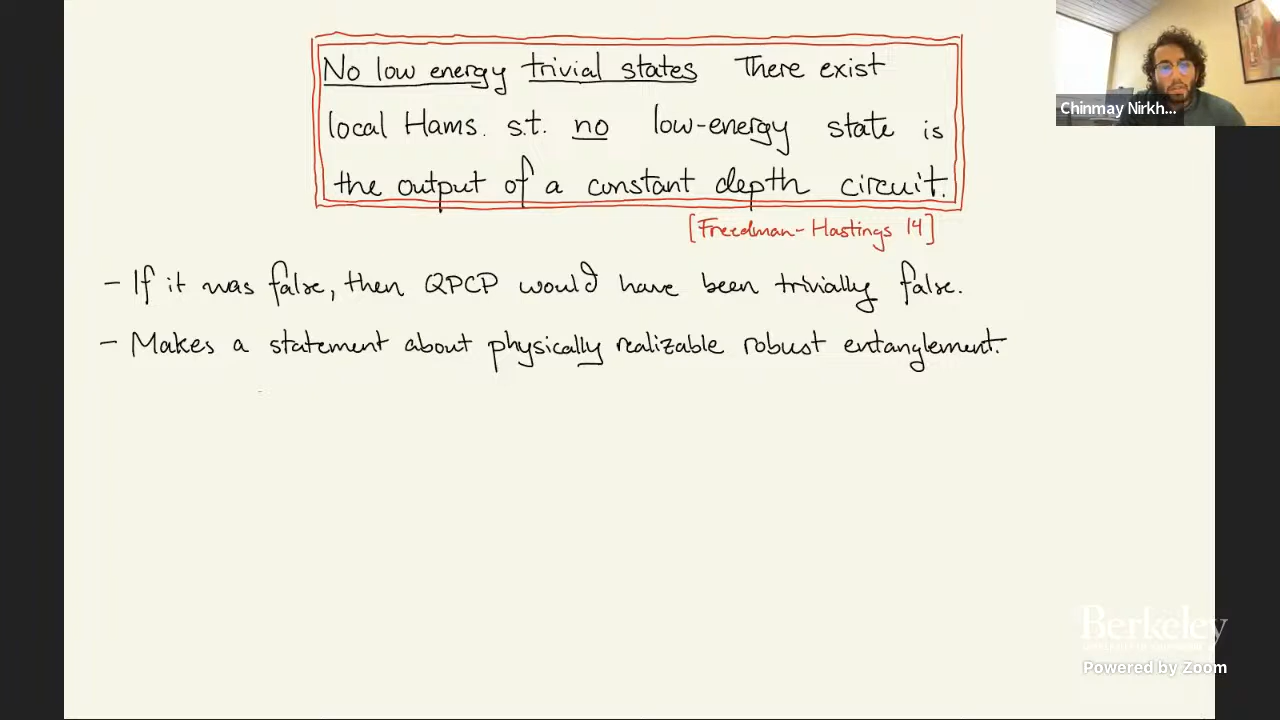 No low energy trivial states There exist
local Hams. s.t. no low-energy state is
the output of a constant depth circuit.
[Freedman-Hastings 14]
- If it was false, then QPCP would have been trivially false.
- Makes a statement about physically realizable robust entanglement.
Chinmay Nirkh...
Berkeley
Powered by Zoom